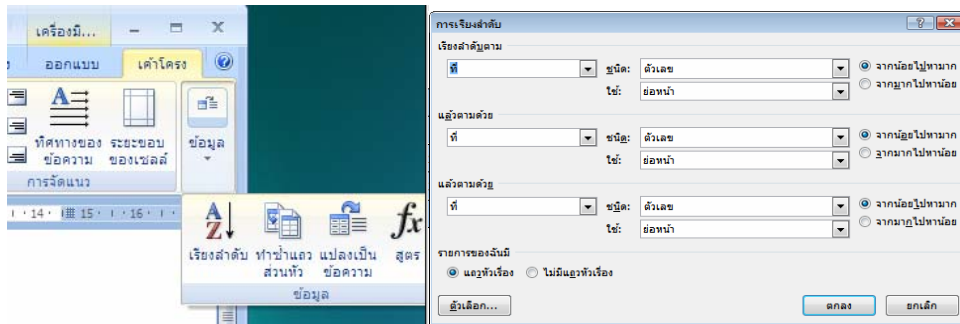 เครื่องมื...
ออกแบบ เค้าโครง
ทิศทางของ ระยะขอบ ข้อมูล
ข้อความ ของเซลล์
การจัดแนว
14 15 16
เรียงลำดับ ทำซ้ำแถว แปลงเป็น สูตร
ส่วนหัว ข้อความ
ข้อมูล
การเรียงลำดับ
เรียงลำดับตาม
ที่ ชนิด: ตัวเลข จากน้อยไปหามาก
ใช้: ย่อหน้า จากมากไปหาน้อย
แล้วตามด้วย
ที่ ชนิด: ตัวเลข จากน้อยไปหามาก
ใช้: ย่อหน้า จากมากไปหาน้อย
แล้วตามด้วย
ที่ ชนิด: ตัวเลข จากน้อยไปหามาก
ใช้: ย่อหน้า จากมากไปหาน้อย
รายการของฉันมี
แถวหัวเรื่อง ไม่มีแถวหัวเรื่อง
ตัวเลือก... ตกลง ยกเลิก